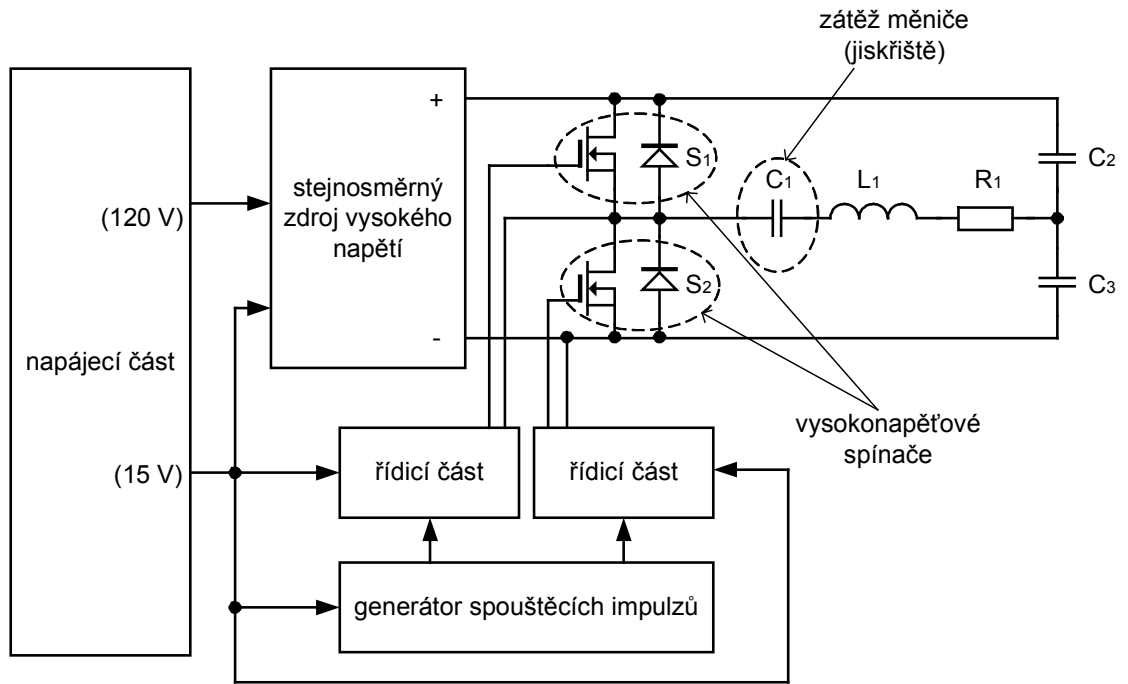 zátěž měniče
(jiskřiště)
+
S1
C1
L1
R1
C2
stejnosměrný
zdroj vysokého
napětí
(120 V)
S2
C3
-
napájecí část
vysokonapěťové
spínače
(15 V)
řídicí část
řídicí část
generátor spouštěcích impulzů